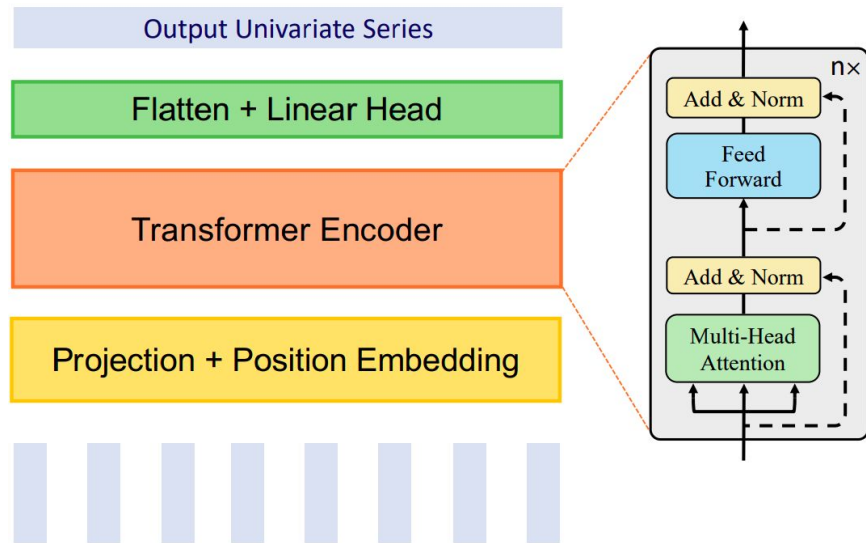 Output Univariate Series
Flatten + Linear Head
Transformer Encoder
Projection + Position Embedding
n×
Add & Norm
Feed
Forward
Add & Norm
Multi-Head
Attention